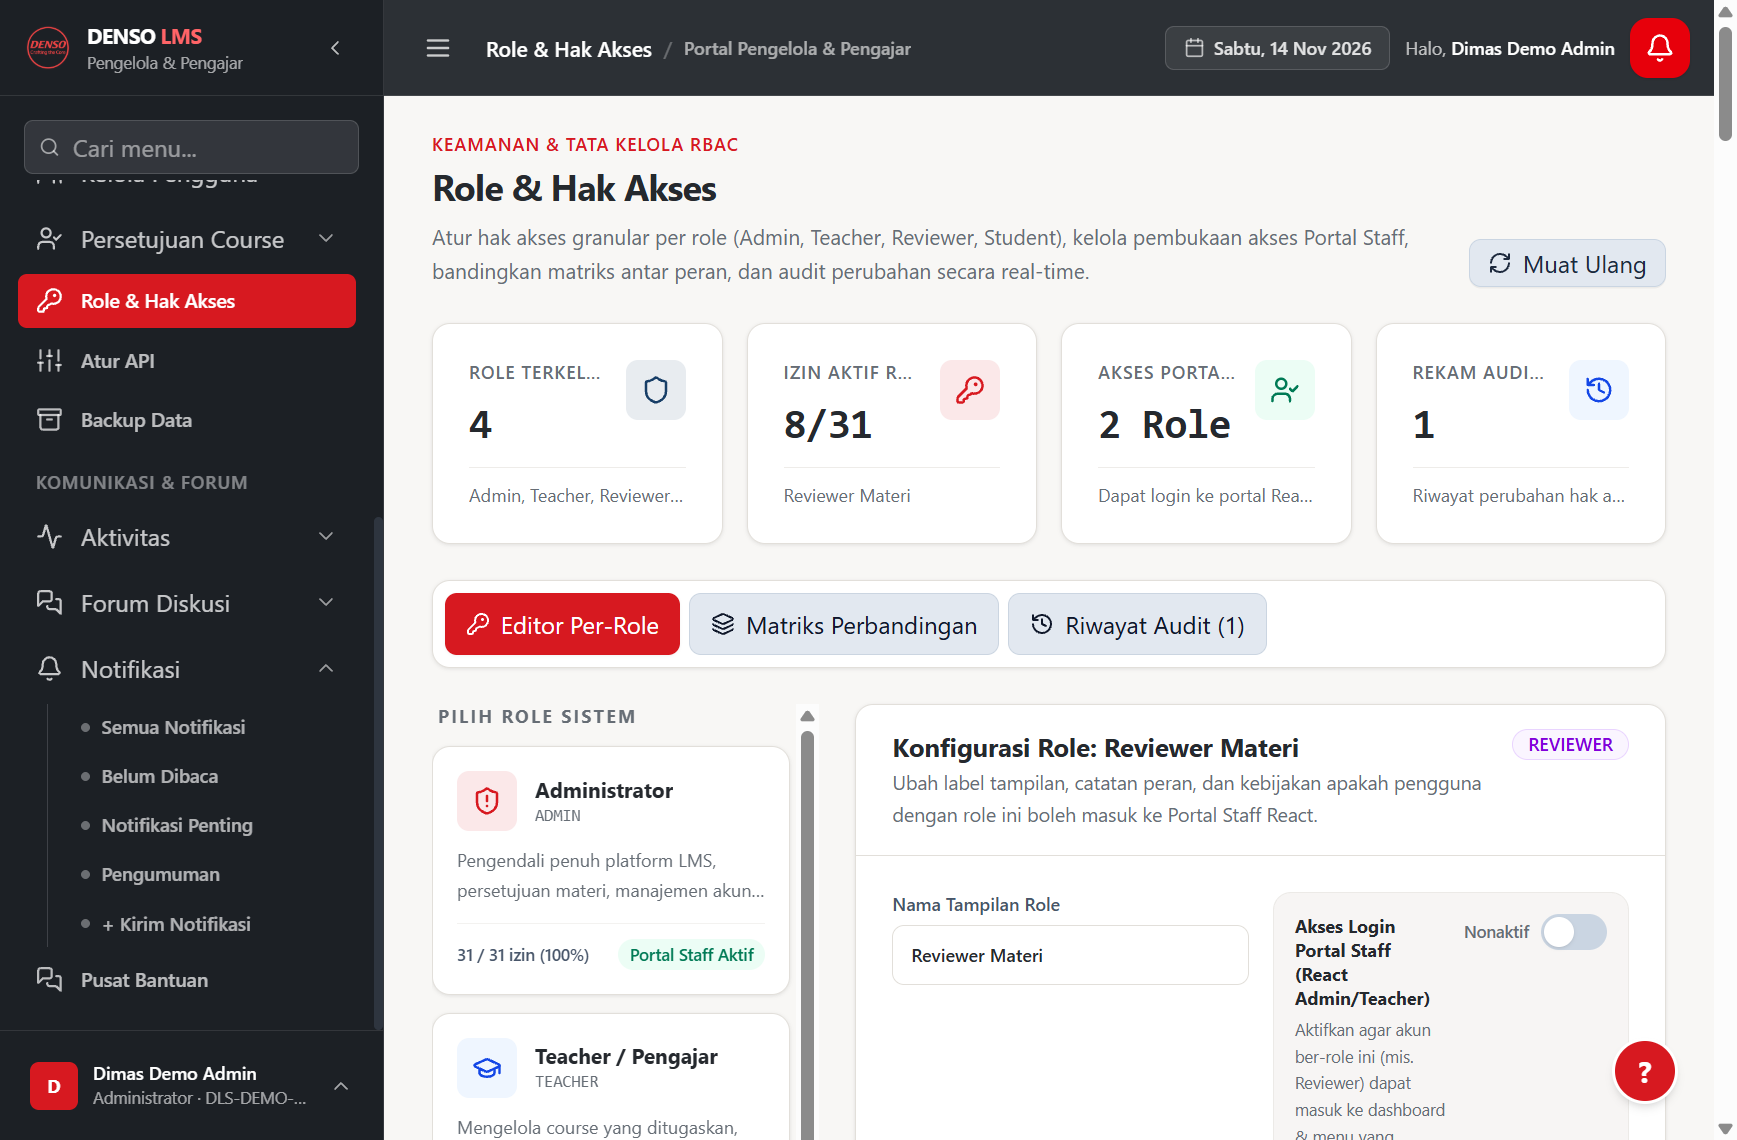 DENSO
Crafting the Core
DENSO LMS
Pengelola & Pengajar
Cari menu...
Kelola Pengguna
Persetujuan Course
Role & Hak Akses
Atur API
Backup Data
KOMUNIKASI & FORUM
Aktivitas
Forum Diskusi
Notifikasi
Semua Notifikasi
Belum Dibaca
Notifikasi Penting
Pengumuman
+ Kirim Notifikasi
Pusat Bantuan
D
Dimas Demo Admin
Administrator · DLS-DEMO-...
Role & Hak Akses / Portal Pengelola & Pengajar
Sabtu, 14 Nov 2026
Halo, Dimas Demo Admin
KEAMANAN & TATA KELOLA RBAC
Role & Hak Akses
Atur hak akses granular per role (Admin, Teacher, Reviewer, Student), kelola pembukaan akses Portal Staff,
bandingkan matriks antar peran, dan audit perubahan secara real-time.
Muat Ulang
ROLE TERKEL...
4
Admin, Teacher, Reviewer...
IZIN AKTIF R...
8/31
Reviewer Materi
AKSES PORTA...
2 Role
Dapat login ke portal Rea...
REKAM AUDI...
1
Riwayat perubahan hak a...
Editor Per-Role
Matriks Perbandingan
Riwayat Audit (1)
PILIH ROLE SISTEM
Administrator
ADMIN
Pengendali penuh platform LMS,
persetujuan materi, manajemen akun...
31 / 31 izin (100%)
Portal Staff Aktif
Teacher / Pengajar
TEACHER
Mengelola course yang ditugaskan,
Konfigurasi Role: Reviewer Materi
REVIEWER
Ubah label tampilan, catatan peran, dan kebijakan apakah pengguna
dengan role ini boleh masuk ke Portal Staff React.
Nama Tampilan Role
Reviewer Materi
Akses Login
Portal Staff
(React
Admin/Teacher)
Nonaktif
Aktifkan agar akun
ber-role ini (mis.
Reviewer) dapat
masuk ke dashboard
& menu yang
?